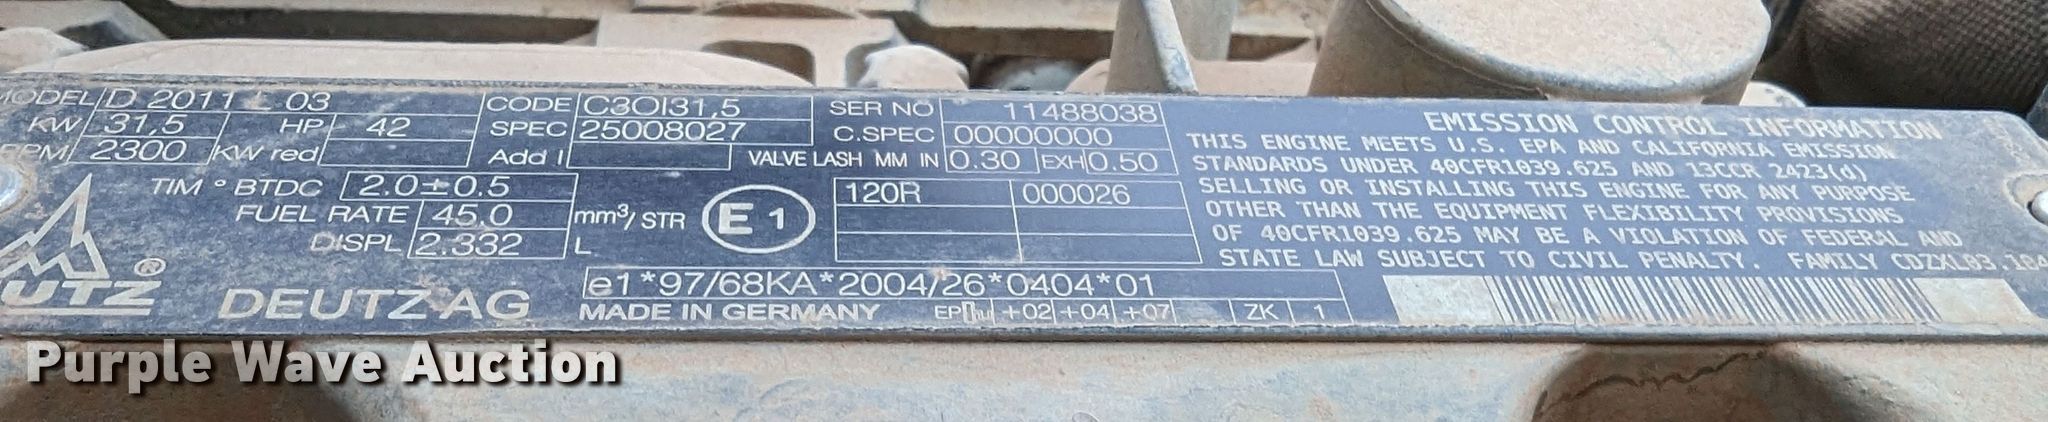 MODEL D 2011 L 03 CODE C3OI31,5 SER NO 11488038
KW 31,5 HP 42 SPEC 25008027 C.SPEC 00000000
RPM 2300 KW red Add I VALVE LASH MM IN 0.30 EXH 0.50
TIM ° BTDC 2.0±0.5
FUEL RATE 45.0 mm³/STR
DISPL 2.332 L
E1
120R 000026
e1*97/68KA*2004/26*0404*01
UTZ ® DEUTZ AG MADE IN GERMANY EP +02 +04 +07 ZK 1
EMISSION CONTROL INFORMATION
THIS ENGINE MEETS U.S. EPA AND CALIFORNIA EMISSION
STANDARDS UNDER 40CFR1039.625 AND 13CCR 2423(d)
SELLING OR INSTALLING THIS ENGINE FOR ANY PURPOSE
OTHER THAN THE EQUIPMENT FLEXIBILITY PROVISIONS
OF 40CFR1039.625 MAY BE A VIOLATION OF FEDERAL AND
STATE LAW SUBJECT TO CIVIL PENALTY. FAMILY CDZXL03.104
Purple Wave Auction